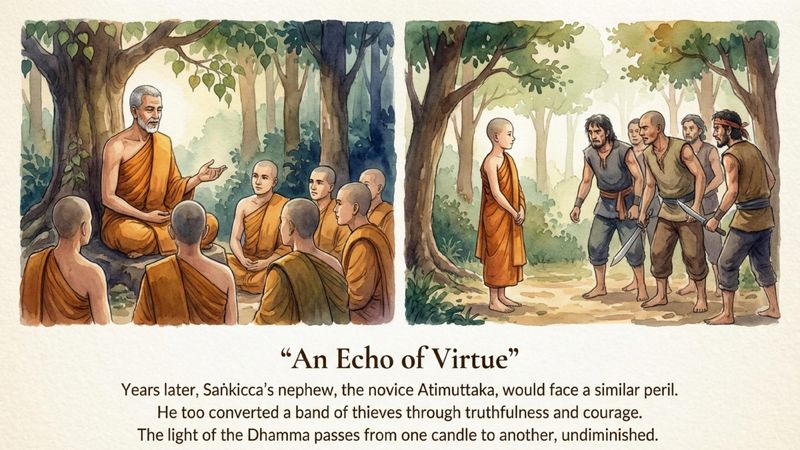 “An Echo of Virtue”
Years later, Saṅkicca’s nephew, the novice Atimuttaka, would face a similar peril.
He too converted a band of thieves through truthfulness and courage.
The light of the Dhamma passes from one candle to another, undiminished.